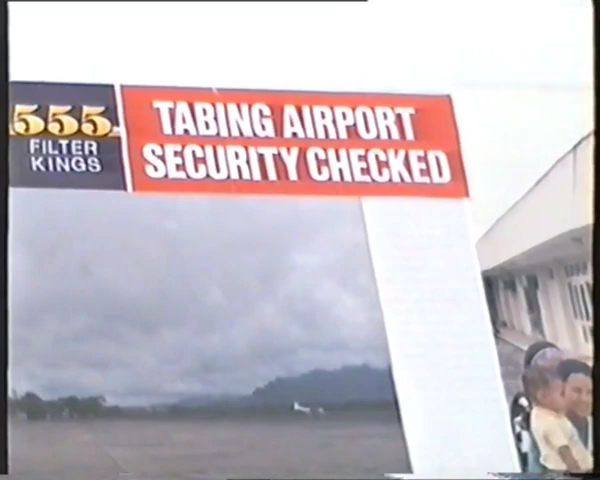 555
FILTER
KINGS
TABING AIRPORT
SECURITY CHECKED